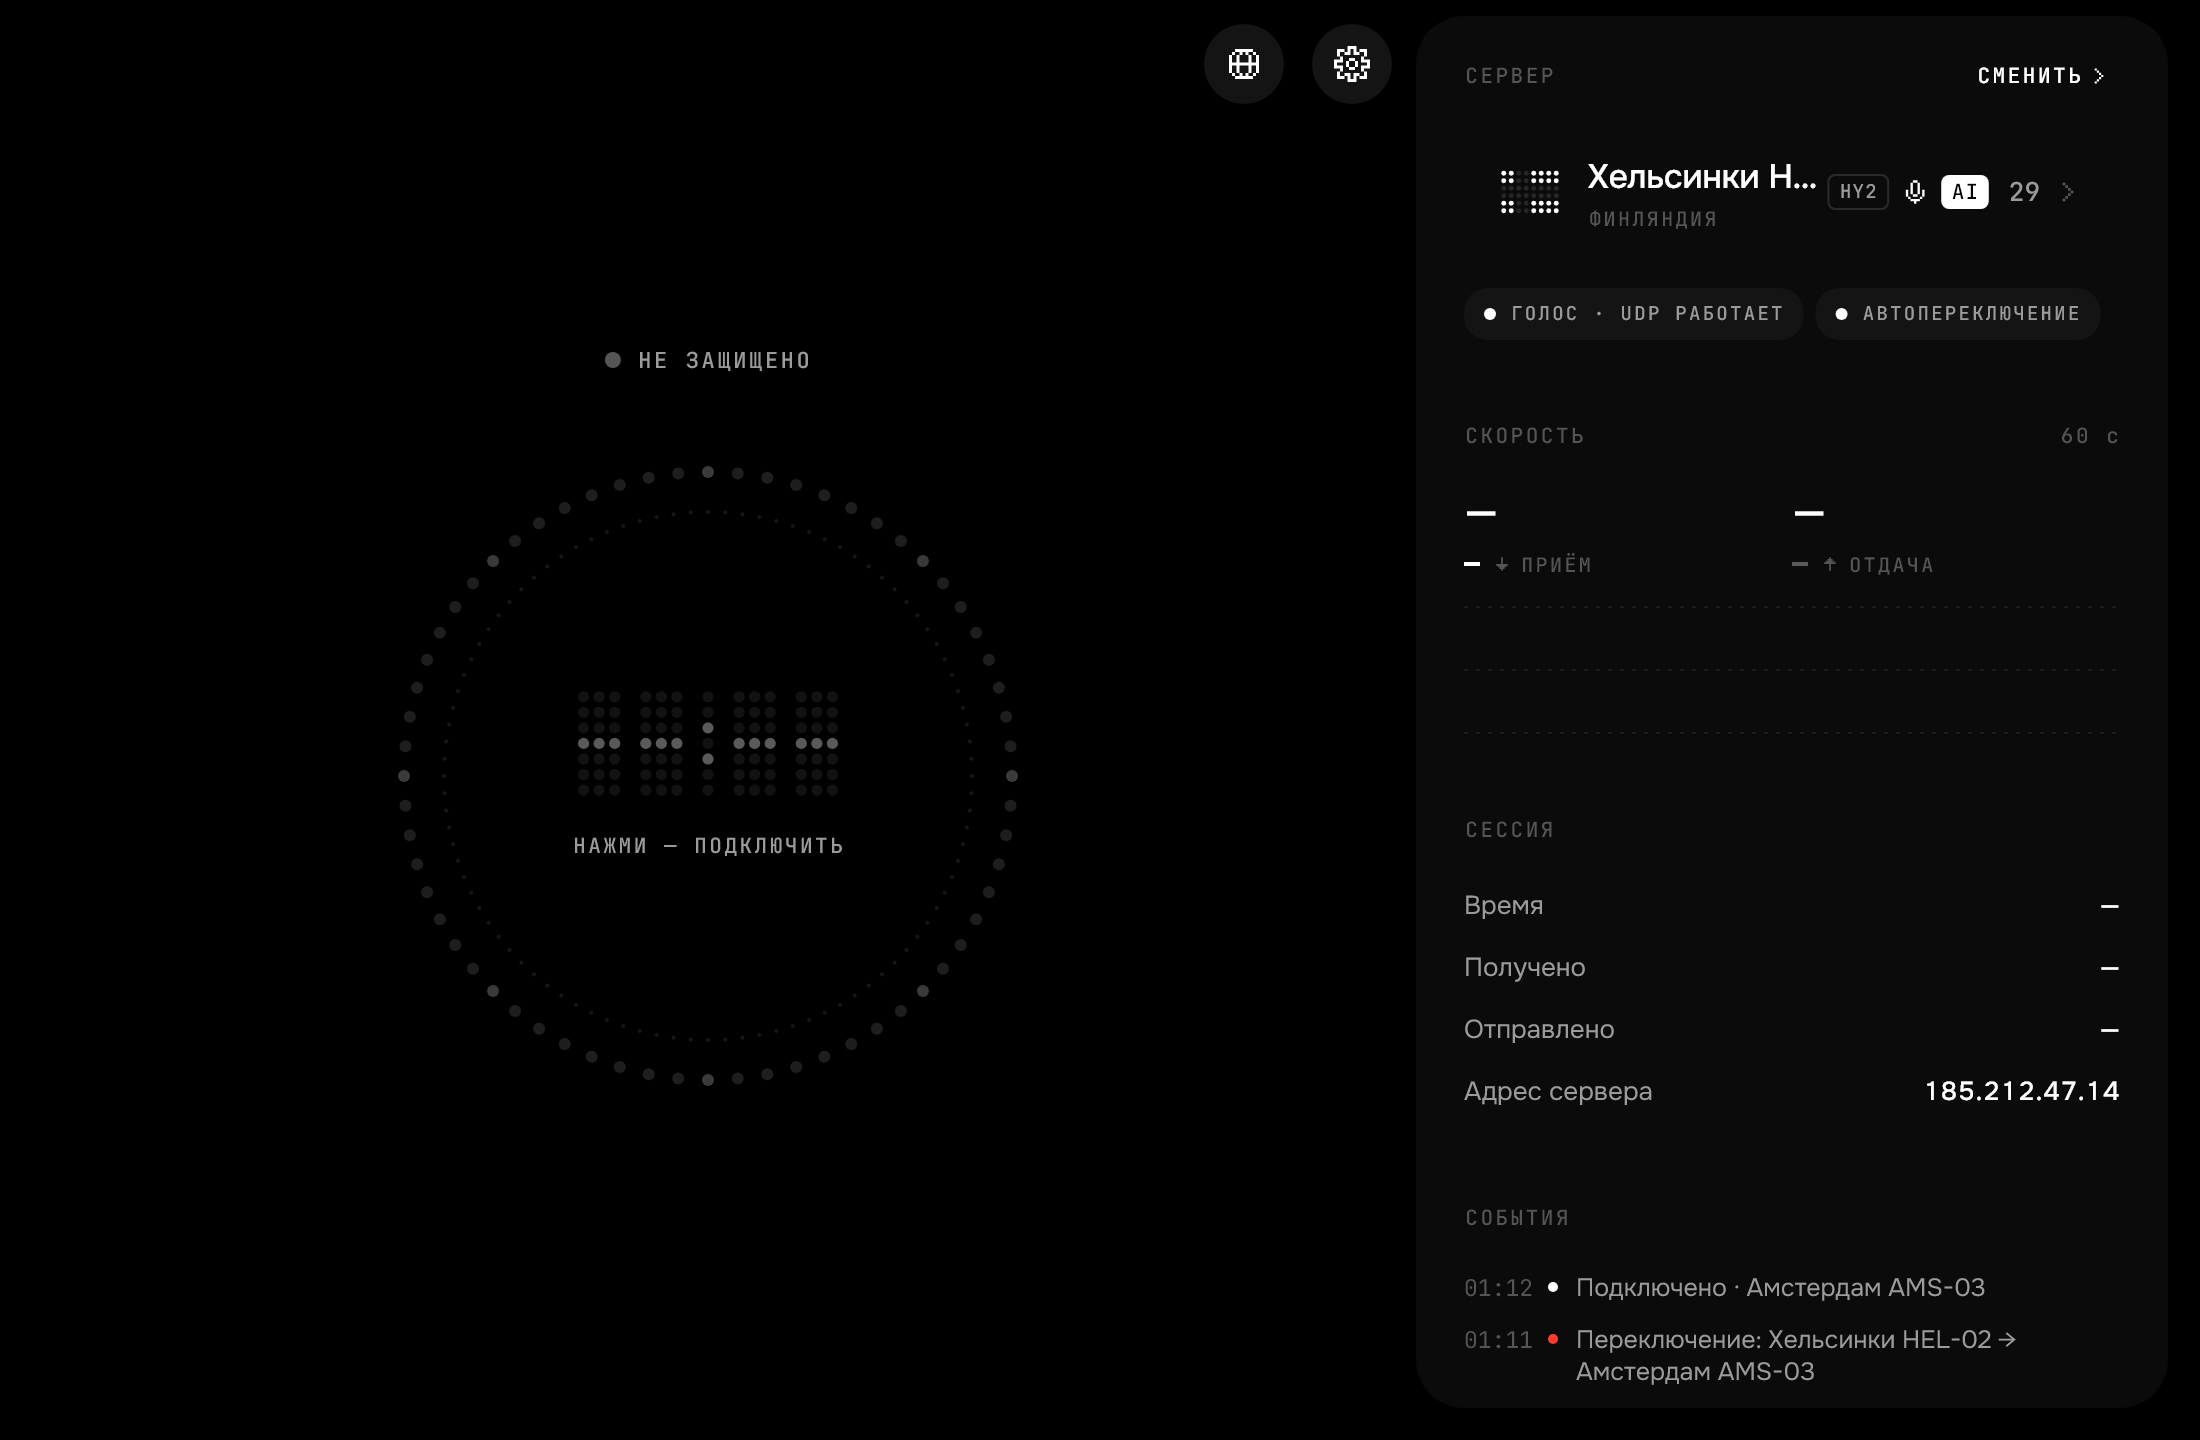 НЕ ЗАЩИЩЕНО
--:--
НАЖМИ — ПОДКЛЮЧИТЬ
СЕРВЕР
СМЕНИТЬ
Хельсинки H...
ФИНЛЯНДИЯ
HY2
AI
29
ГОЛОС · UDP РАБОТАЕТ
АВТОПЕРЕКЛЮЧЕНИЕ
СКОРОСТЬ
60 с
— —
↓ ПРИЁМ
↑ ОТДАЧА
СЕССИЯ
Время —
Получено —
Отправлено —
Адрес сервера 185.212.47.14
СОБЫТИЯ
01:12 Подключено · Амстердам AMS-03
01:11 Переключение: Хельсинки HEL-02 →
Амстердам AMS-03